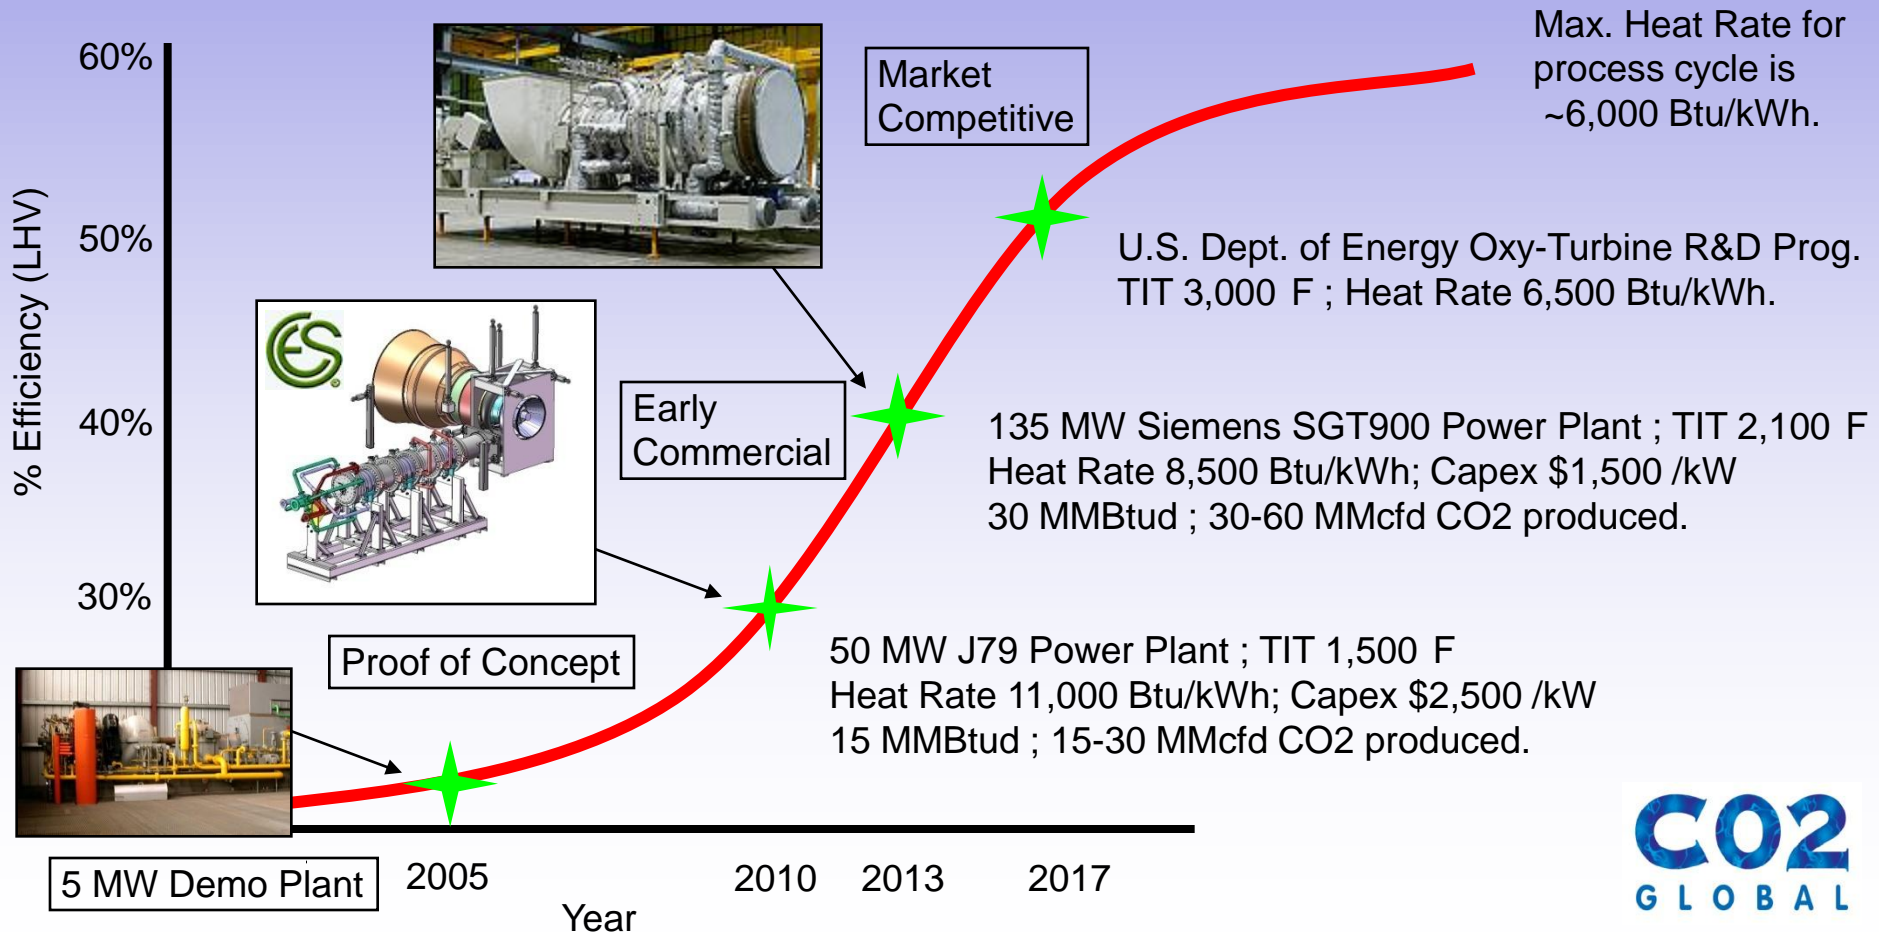 Max. Heat Rate for
process cycle is
~6,000 Btu/kWh.
60%
Market
Competitive
50%
U.S. Dept. of Energy Oxy-Turbine R&D Prog.
TIT 3,000 F ; Heat Rate 6,500 Btu/kWh.
% Efficiency (LHV)
CES
40%
Early
Commercial
135 MW Siemens SGT900 Power Plant ; TIT 2,100 F
Heat Rate 8,500 Btu/kWh; Capex $1,500 /kW
30 MMBtud ; 30-60 MMcfd CO2 produced.
30%
Proof of Concept
50 MW J79 Power Plant ; TIT 1,500 F
Heat Rate 11,000 Btu/kWh; Capex $2,500 /kW
15 MMBtud ; 15-30 MMcfd CO2 produced.
5 MW Demo Plant
2005
2010
2013
2017
Year
CO2
GLOBAL